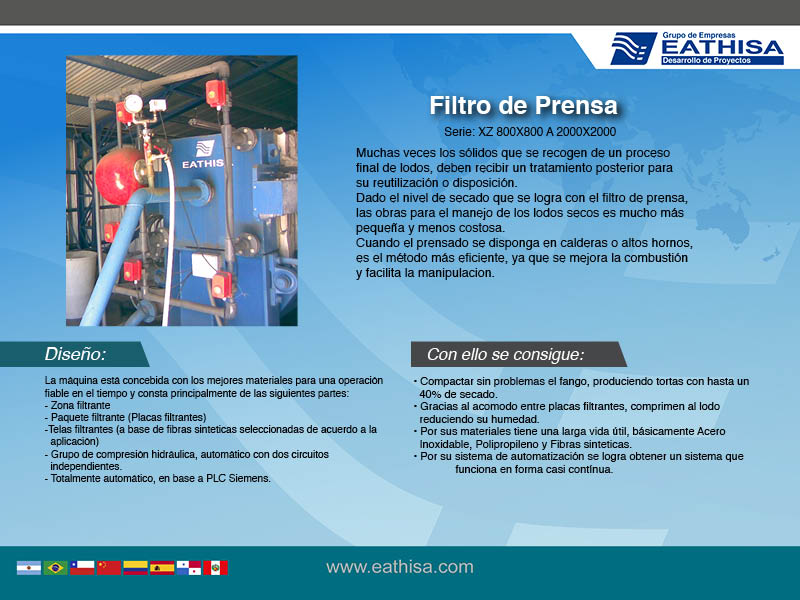 Grupo de Empresas
EATHISA
Desarrollo de Proyectos
EATHISA
Filtro de Prensa
Serie: XZ 800X800 A 2000X2000
Muchas veces los sólidos que se recogen de un proceso
final de lodos, deben recibir un tratamiento posterior para
su reutilización o disposición.
Dado el nivel de secado que se logra con el filtro de prensa,
las obras para el manejo de los lodos secos es mucho más
pequeña y menos costosa.
Cuando el prensado se disponga en calderas o altos hornos,
es el método más eficiente, ya que se mejora la combustión
y facilita la manipulacion.
Diseño:
La máquina está concebida con los mejores materiales para una operación
fiable en el tiempo y consta principalmente de las siguientes partes:
- Zona filtrante
- Paquete filtrante (Placas filtrantes)
-Telas filtrantes (a base de fibras sinteticas seleccionadas de acuerdo a la
aplicación)
- Grupo de compresión hidráulica, automático con dos circuitos
independientes.
- Totalmente automático, en base a PLC Siemens.
Con ello se consigue:
· Compactar sin problemas el fango, produciendo tortas con hasta un
40% de secado.
· Gracias al acomodo entre placas filtrantes, comprimen al lodo
reduciendo su humedad.
· Por sus materiales tiene una larga vida útil, básicamente Acero
Inoxidable, Polipropileno y Fibras sinteticas.
· Por su sistema de automatización se logra obtener un sistema que
funciona en forma casi contínua.
www.eathisa.com